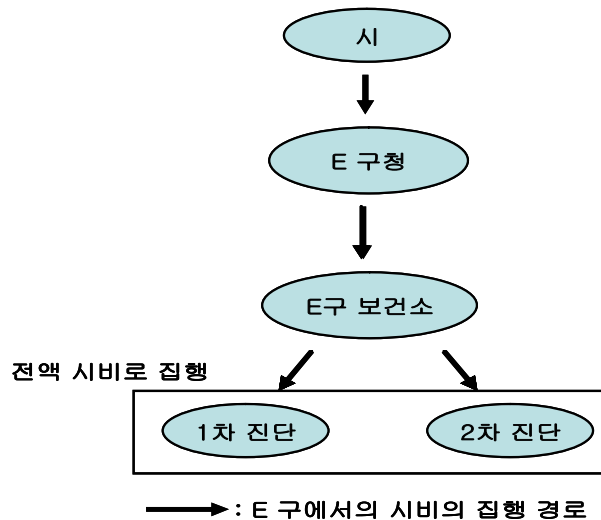 시
E 구청
E구 보건소
전액 시비로 집행
1차 진단 2차 진단
: E 구에서의 시비의 집행 경로